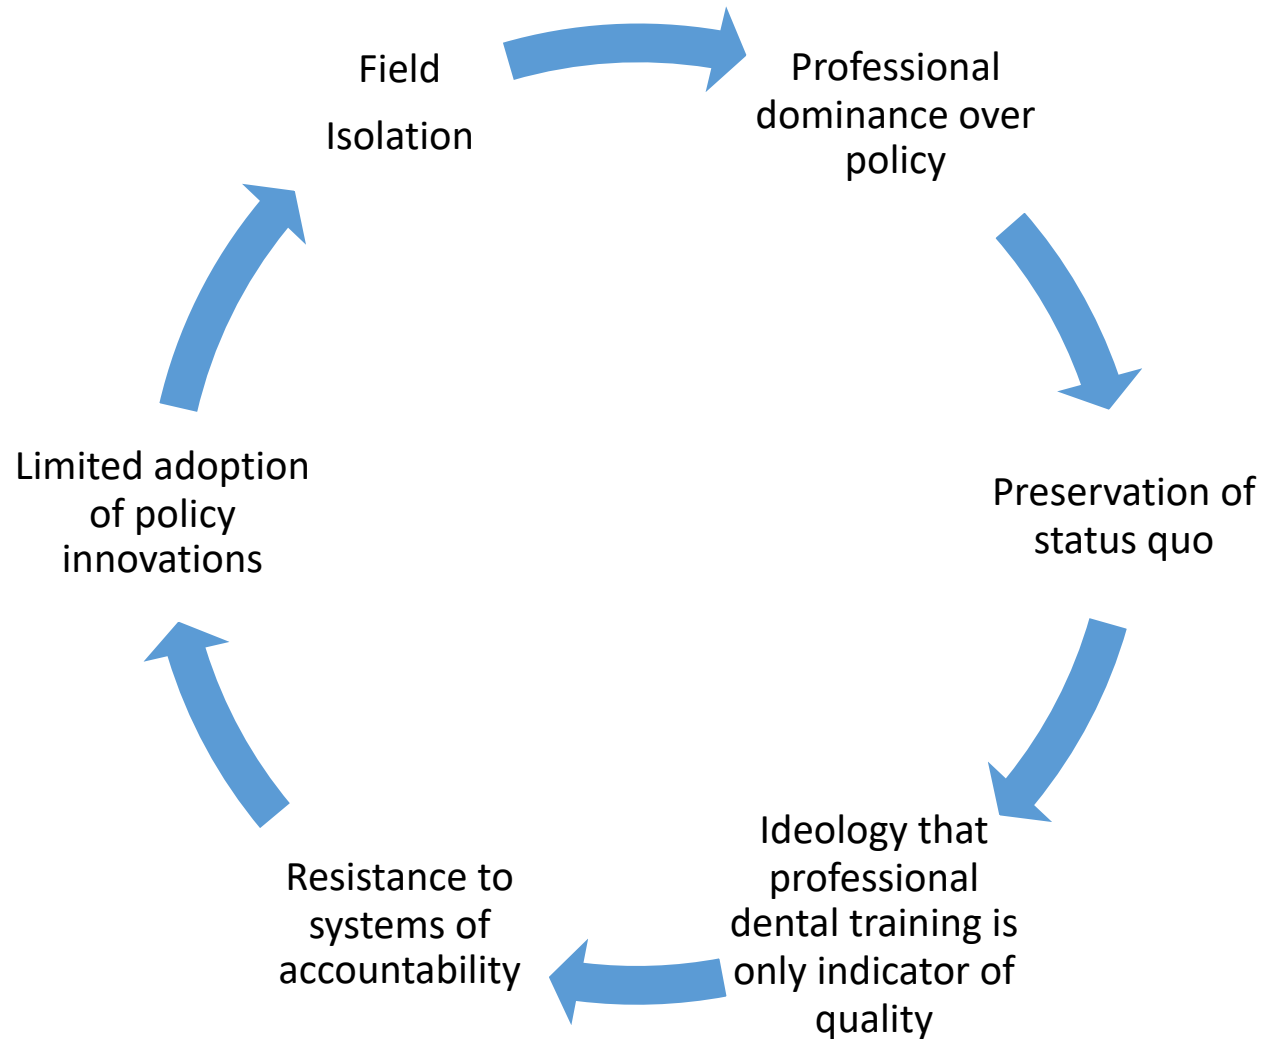 Field
Isolation
Professional
dominance over
policy
Preservation of
status quo
Ideology that
professional
dental training is
only indicator of
quality
Resistance to
systems of
accountability
Limited adoption
of policy
innovations